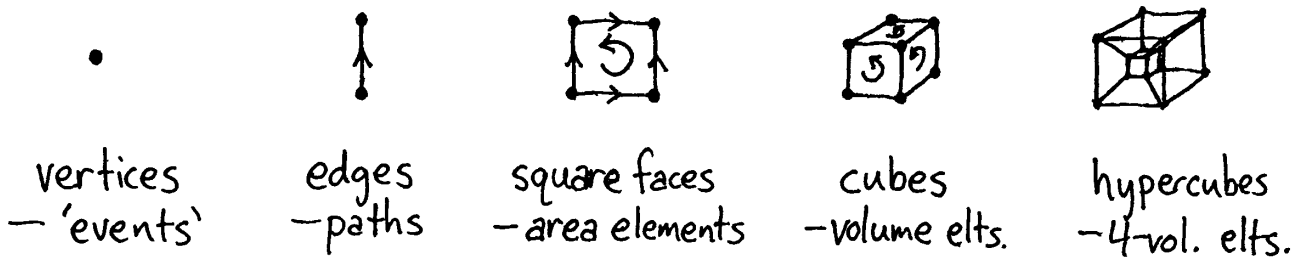 vertices
— 'events'
edges
—paths
square faces
—area elements
cubes
—volume elts.
hypercubes
—4-vol. elts.